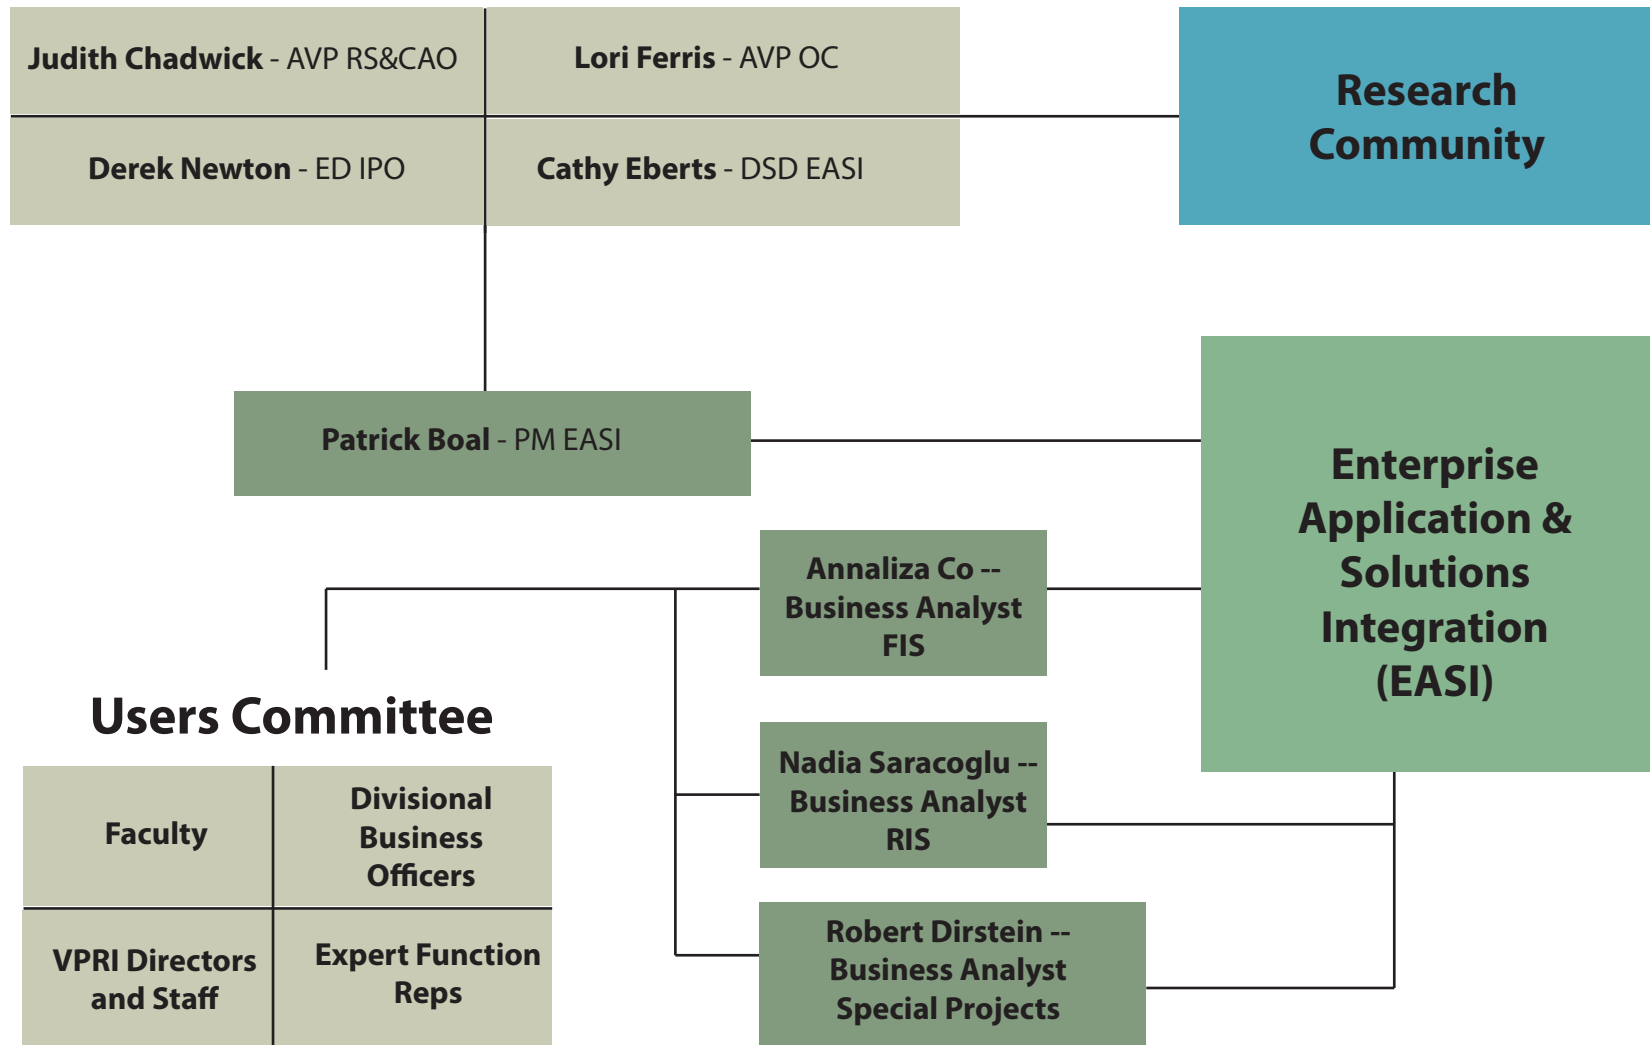 Judith Chadwick - AVP RS&CAO
Lori Ferris - AVP OC
Derek Newton - ED IPO
Cathy Eberts - DSD EASI
Research
Community
Patrick Boal - PM EASI
Enterprise
Application &
Solutions
Integration
(EASI)
Annaliza Co --
Business Analyst
FIS
Nadia Saracoglu --
Business Analyst
RIS
Robert Dirstein --
Business Analyst
Special Projects
Users Committee
Faculty
Divisional
Business
Officers
VPRI Directors
and Staff
Expert Function
Reps